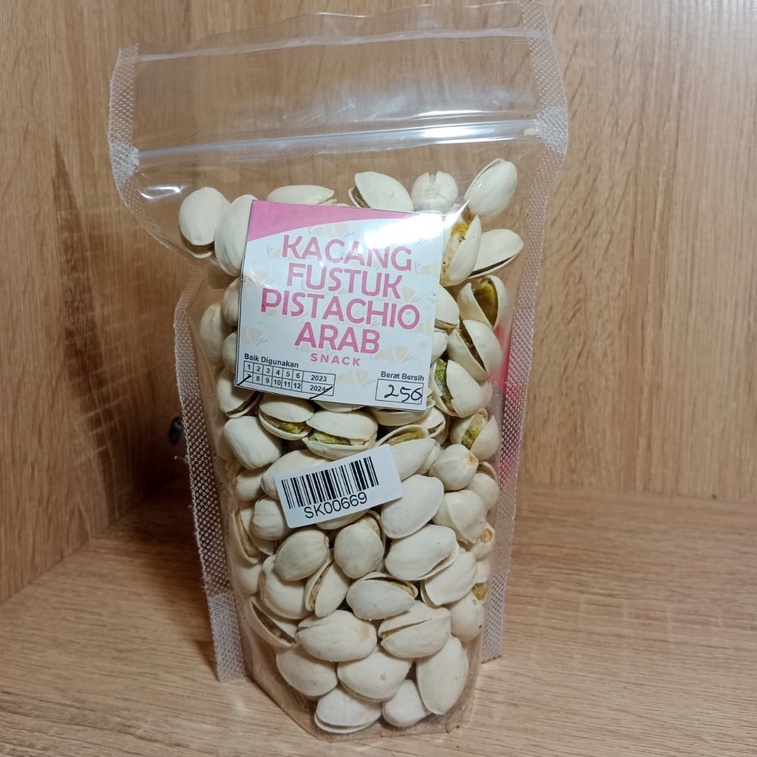 KACANG
FUSTUK
PISTACHIO
ARAB
SNACK
Baik Digunakan
1 2 3 4 5 6 2023
8 9 10 11 12 2024
Berat Bersih
250
SK00669